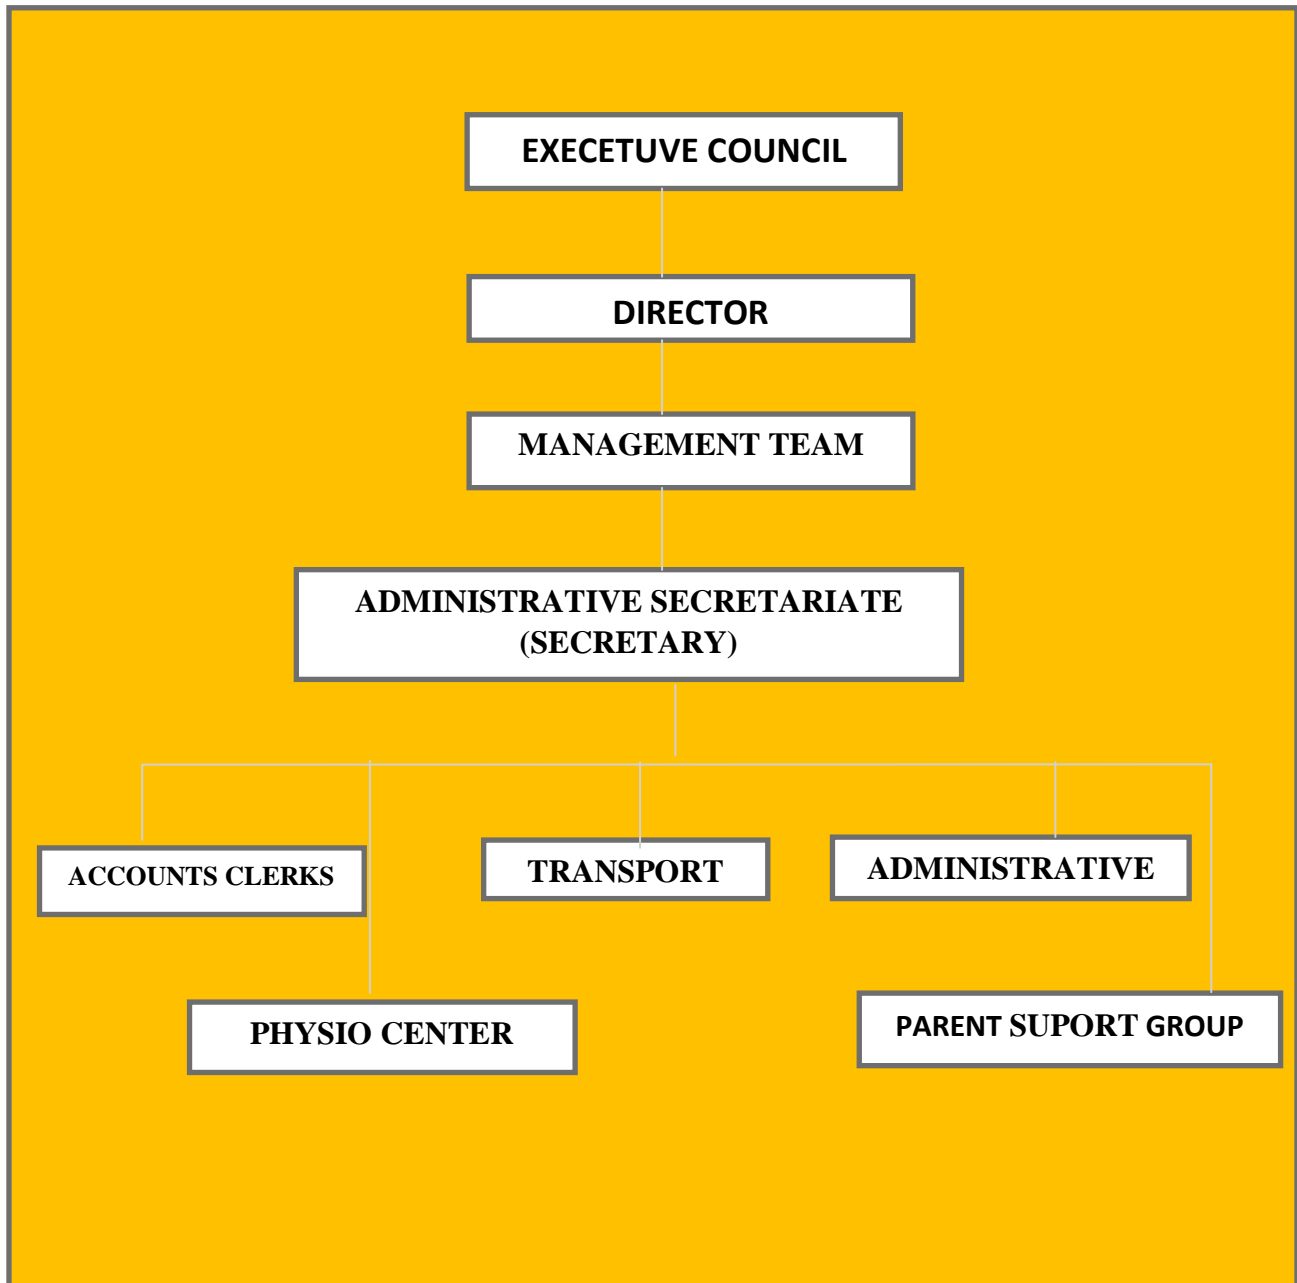 EXECETUVE COUNCIL
DIRECTOR
MANAGEMENT TEAM
ADMINISTRATIVE SECRETARIATE
(SECRETARY)
ACCOUNTS CLERKS
TRANSPORT
ADMINISTRATIVE
PHYSIO CENTER
PARENT SUPORT GROUP